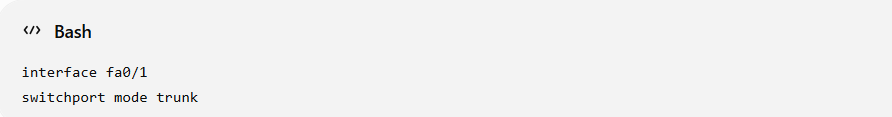 Bash
interface fa0/1
switchport mode trunk